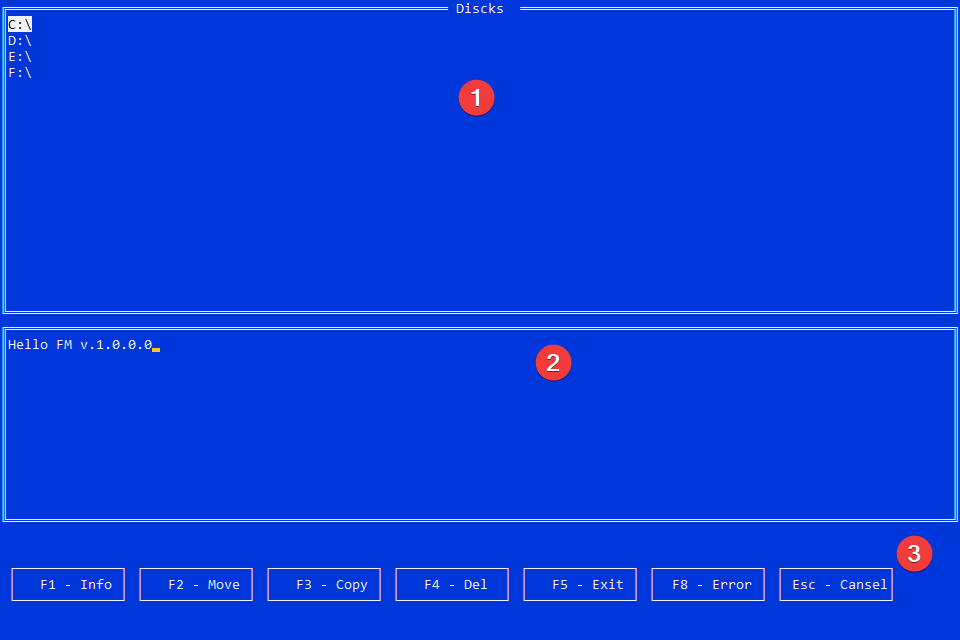 Discks
C:\
D:\
E:\
F:\
1
Hello FM v.1.0.0.0
2
3
F1 - Info F2 - Move F3 - Copy F4 - Del F5 - Exit F8 - Error Esc - Cansel